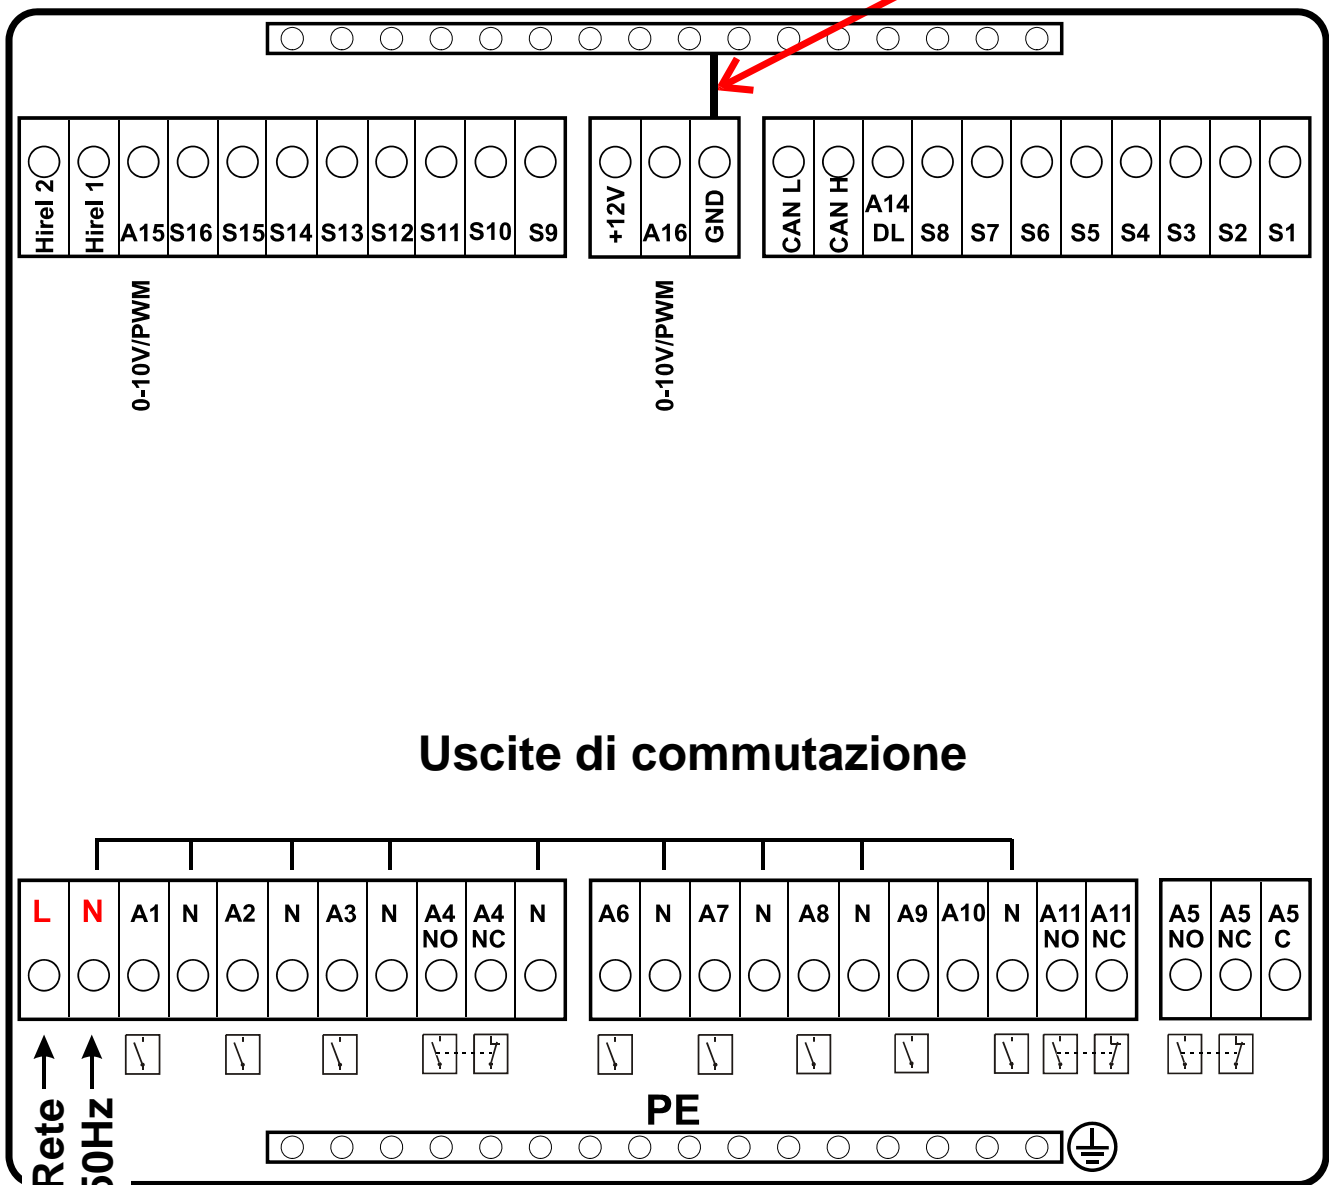 Hirel 2 Hirel 1 A15 S16 S15 S14 S13 S12 S11 S10 S9
+12V A16 GND
CAN L CAN H A14 DL S8 S7 S6 S5 S4 S3 S2 S1
0-10V/PWM
0-10V/PWM
Uscite di commutazione
L N A1 N A2 N A3 N A4 NO A4 NC N
A6 N A7 N A8 N A9 A10 N A11 NO A11 NC
A5 NO A5 NC A5 C
Rete
50Hz
PE